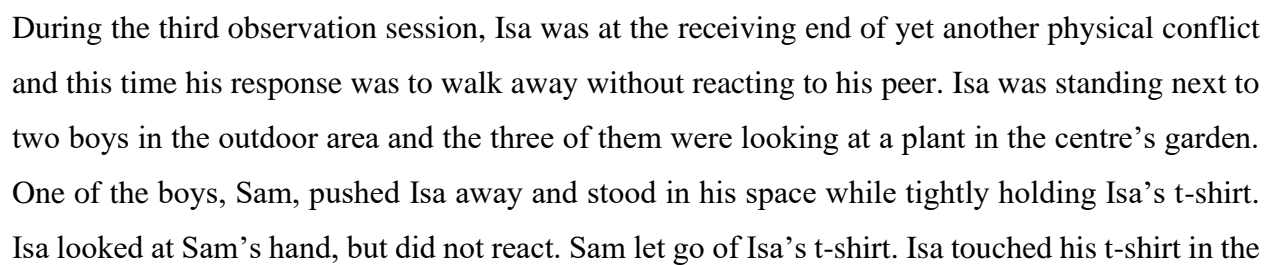 During the third observation session, Isa was at the receiving end of yet another physical conflict
and this time his response was to walk away without reacting to his peer. Isa was standing next to
two boys in the outdoor area and the three of them were looking at a plant in the centre’s garden.
One of the boys, Sam, pushed Isa away and stood in his space while tightly holding Isa’s t-shirt.
Isa looked at Sam’s hand, but did not react. Sam let go of Isa’s t-shirt. Isa touched his t-shirt in the